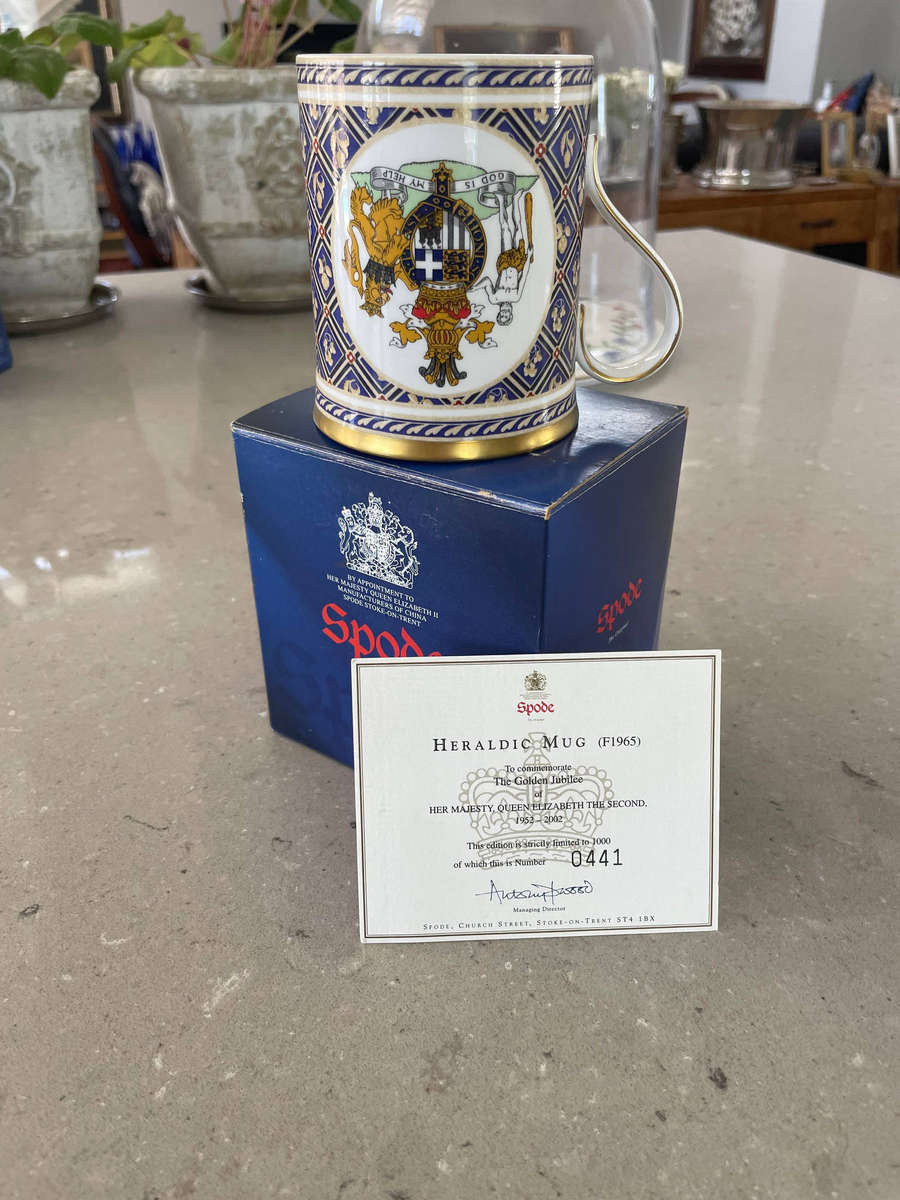 MY HELP
GOD IS
BY APPOINTMENT TO
HER MAJESTY QUEEN ELIZABETH II
MANUFACTURERS OF CHINA
SPODE STOKE-ON-TRENT
Spode
Spode
Spode
HERALDIC MUG (F1965)
To commemorate
The Golden Jubilee
of
HER MAJESTY, QUEEN ELIZABETH THE SECOND,
1952 – 2002
This edition is strictly limited to 1000
of which this is Number 0441
Managing Director
SPODE, CHURCH STREET, STOKE-ON-TRENT ST4 1BX